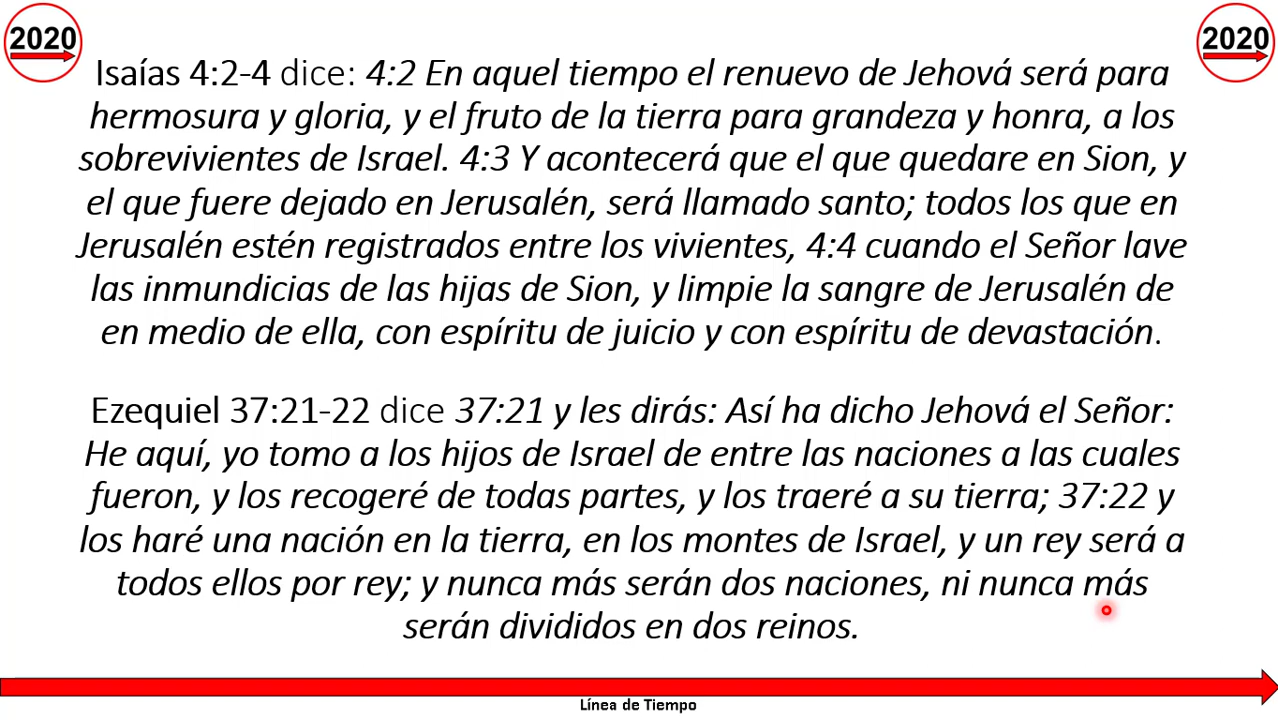 2020
2020
Isaías 4:2-4 dice: 4:2 En aquel tiempo el renuevo de Jehová será para
hermosura y gloria, y el fruto de la tierra para grandeza y honra, a los
sobrevivientes de Israel. 4:3 Y acontecerá que el que quedare en Sion, y
el que fuere dejado en Jerusalén, será llamado santo; todos los que en
Jerusalén estén registrados entre los vivientes, 4:4 cuando el Señor lave
las inmundicias de las hijas de Sion, y limpie la sangre de Jerusalén de
en medio de ella, con espíritu de juicio y con espíritu de devastación.
Ezequiel 37:21-22 dice 37:21 y les dirás: Así ha dicho Jehová el Señor:
He aquí, yo tomo a los hijos de Israel de entre las naciones a las cuales
fueron, y los recogeré de todas partes, y los traeré a su tierra; 37:22 y
los haré una nación en la tierra, en los montes de Israel, y un rey será a
todos ellos por rey; y nunca más serán dos naciones, ni nunca más
serán divididos en dos reinos.
Línea de Tiempo